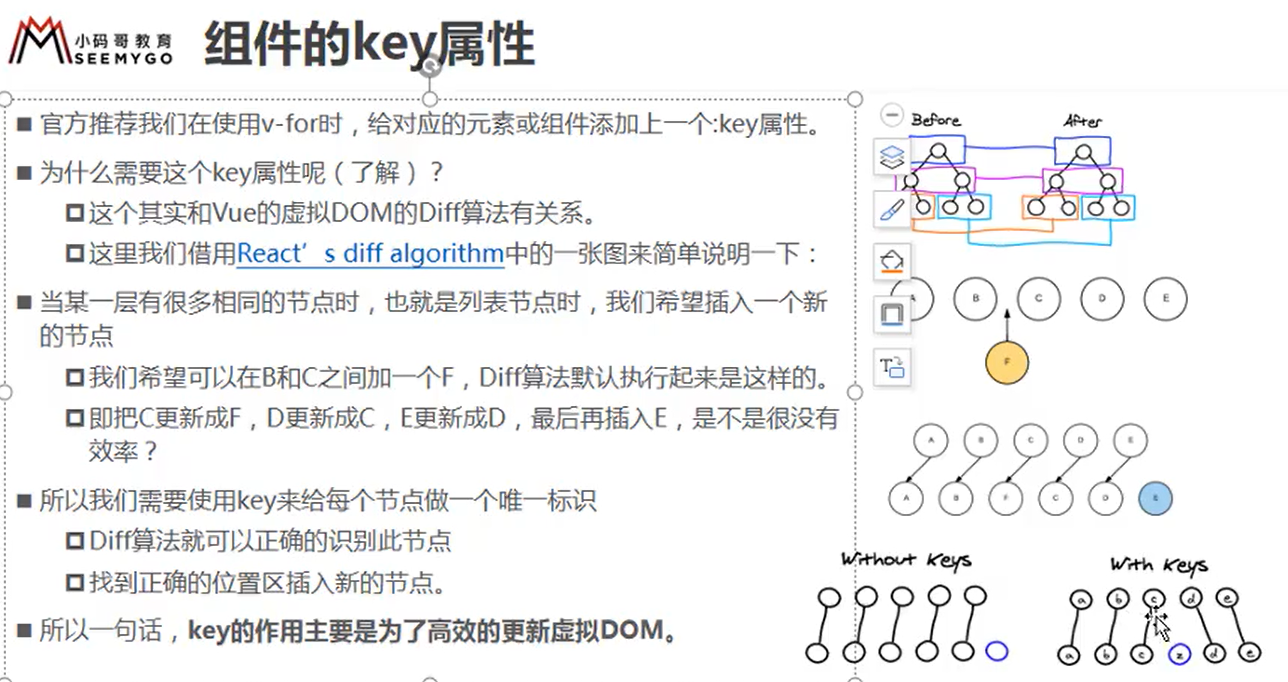 小码哥教育
SEEMYGO
组件的key属性
官方推荐我们在使用v-for时，给对应的元素或组件添加上一个:key属性。
为什么需要这个key属性呢（了解）？
这个其实和Vue的虚拟DOM的Diff算法有关系。
这里我们借用React’s diff algorithm中的一张图来简单说明一下：
当某一层有很多相同的节点时，也就是列表节点时，我们希望插入一个新
的节点
我们希望可以在B和C之间加一个F，Diff算法默认执行起来是这样的。
即把C更新成F，D更新成C，E更新成D，最后再插入E，是不是很没有
效率？
所以我们需要使用key来给每个节点做一个唯一标识
Diff算法就可以正确的识别此节点
找到正确的位置区插入新的节点。
所以一句话，key的作用主要是为了高效的更新虚拟DOM。
Before After
A B C D E
F
A B C D E
A B F C D E
Without Keys
With Keys
a b c d e
a b c z d e